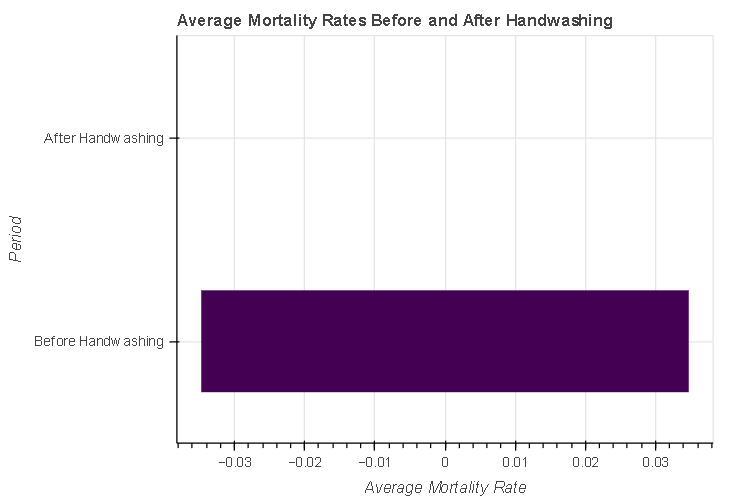 Average Mortality Rates Before and After Handwashing
After Handwashing
Period
Before Handwashing
−0.03 −0.02 −0.01 0 0.01 0.02 0.03
Average Mortality Rate